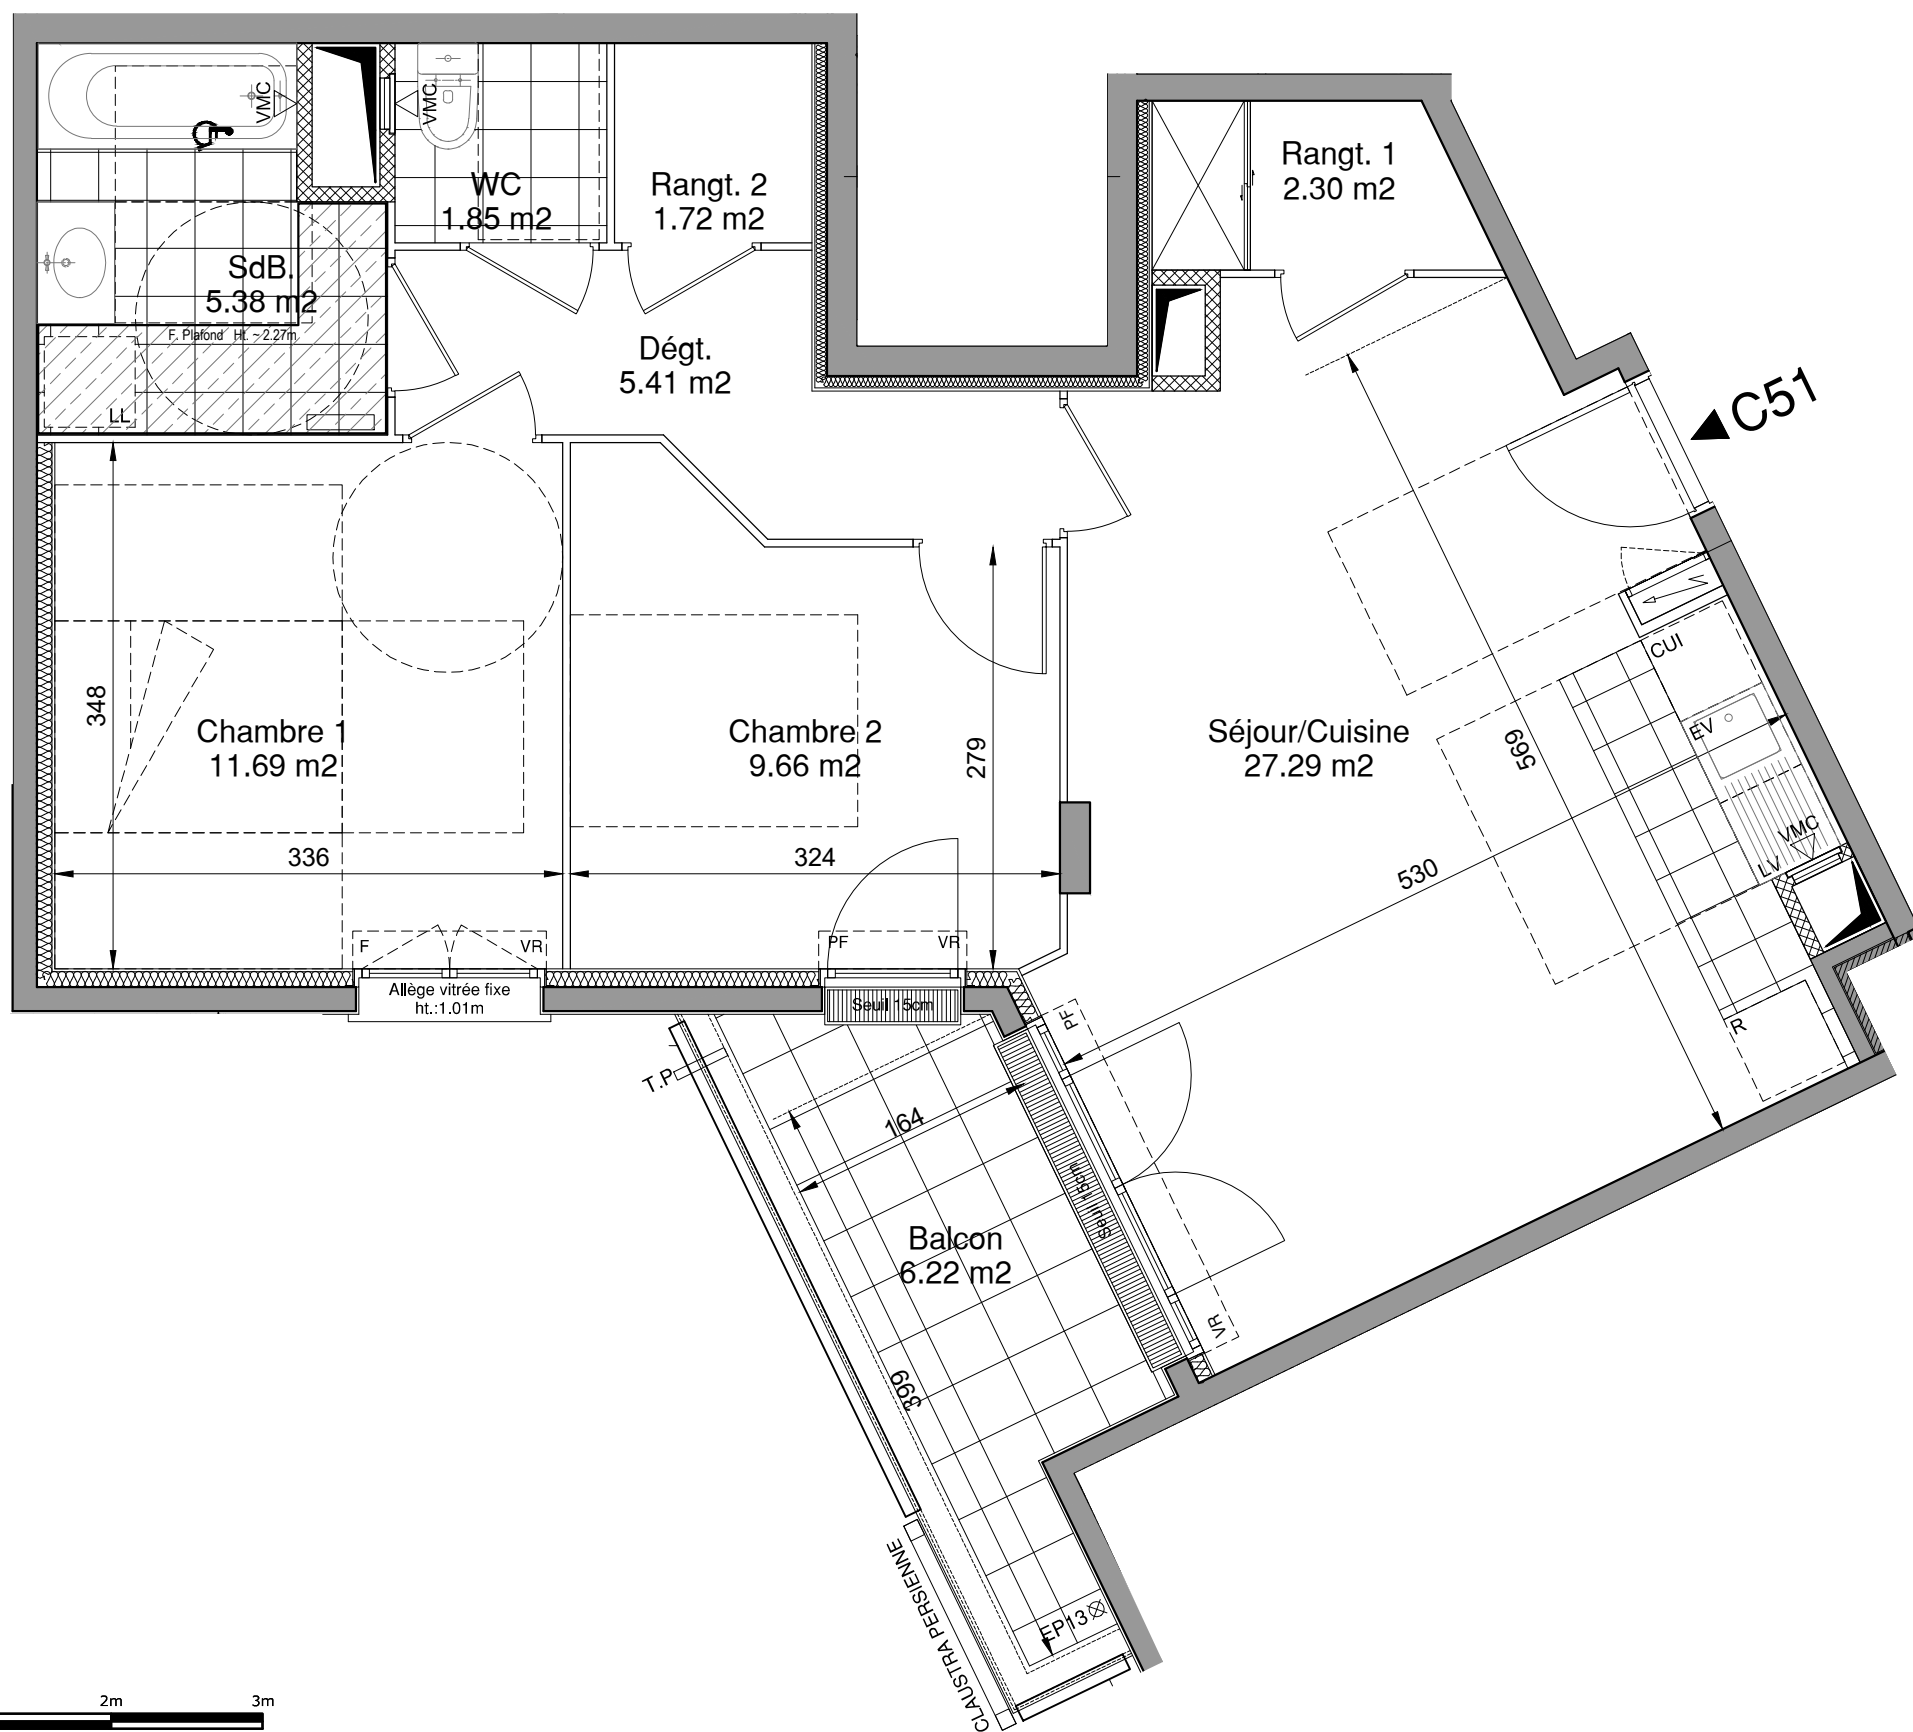 VMC
VMC
WC
1.85 m2
Rangt. 2
1.72 m2
Rangt. 1
2.30 m2
SdB.
5.38 m2
F. Plafond Ht. ~ 2.27m
LL
Dégt.
5.41 m2
C51
CUI
EV
VMC
LV
R
348
Chambre 1
11.69 m2
336
Chambre 2
9.66 m2
279
324
Séjour/Cuisine
27.29 m2
569
530
F
VR
Allège vitrée fixe
ht.:1.01m
PF
VR
Seuil 15cm
PF
T.P
164
Seuil 15cm
Balcon
6.22 m2
VR
399
EP13
CLAUSTRA PERSIENNE
2m
3m